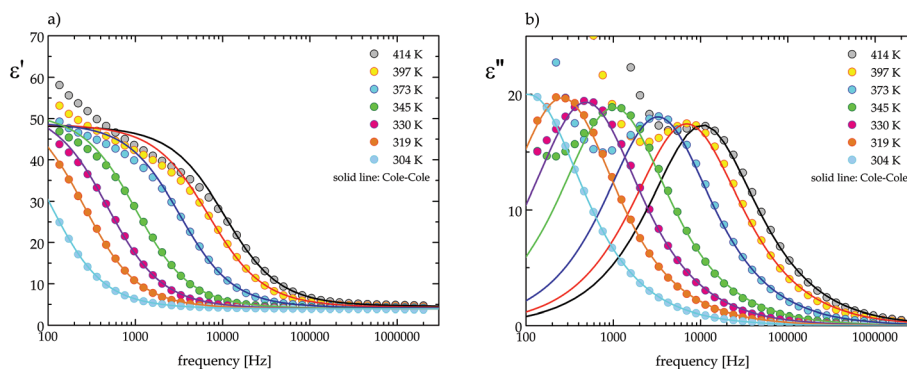 a)
70
60
50
40
30
20
10
0
ε'
414 K
397 K
373 K
345 K
330 K
319 K
304 K
solid line: Cole-Cole
100 1000 10000 100000 1000000
frequency [Hz]
b)
20
10
0
ε"
414 K
397 K
373 K
345 K
330 K
319 K
304 K
solid line: Cole-Cole
100 1000 10000 100000 1000000
frequency [Hz]